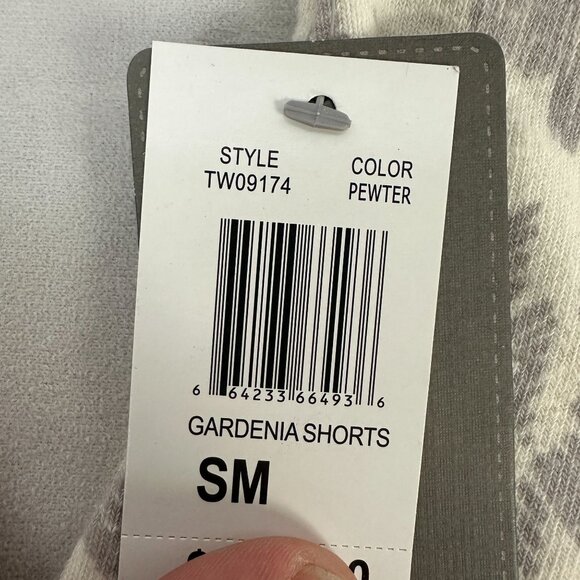 STYLE COLOR
TW09174 PEWTER
6 64233 66493 6
GARDENIA SHORTS
SM